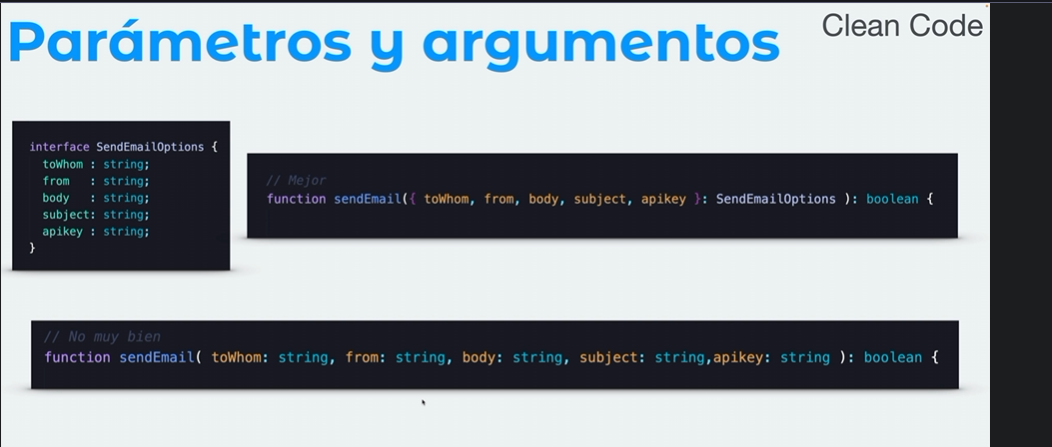 Parámetros y argumentos
Clean Code
interface SendEmailOptions {
toWhom : string;
from   : string;
body   : string;
subject: string;
apikey : string;
}
// Mejor
function sendEmail({ toWhom, from, body, subject, apikey }: SendEmailOptions ): boolean {
// No muy bien
function sendEmail( toWhom: string, from: string, body: string, subject: string,apikey: string ): boolean {